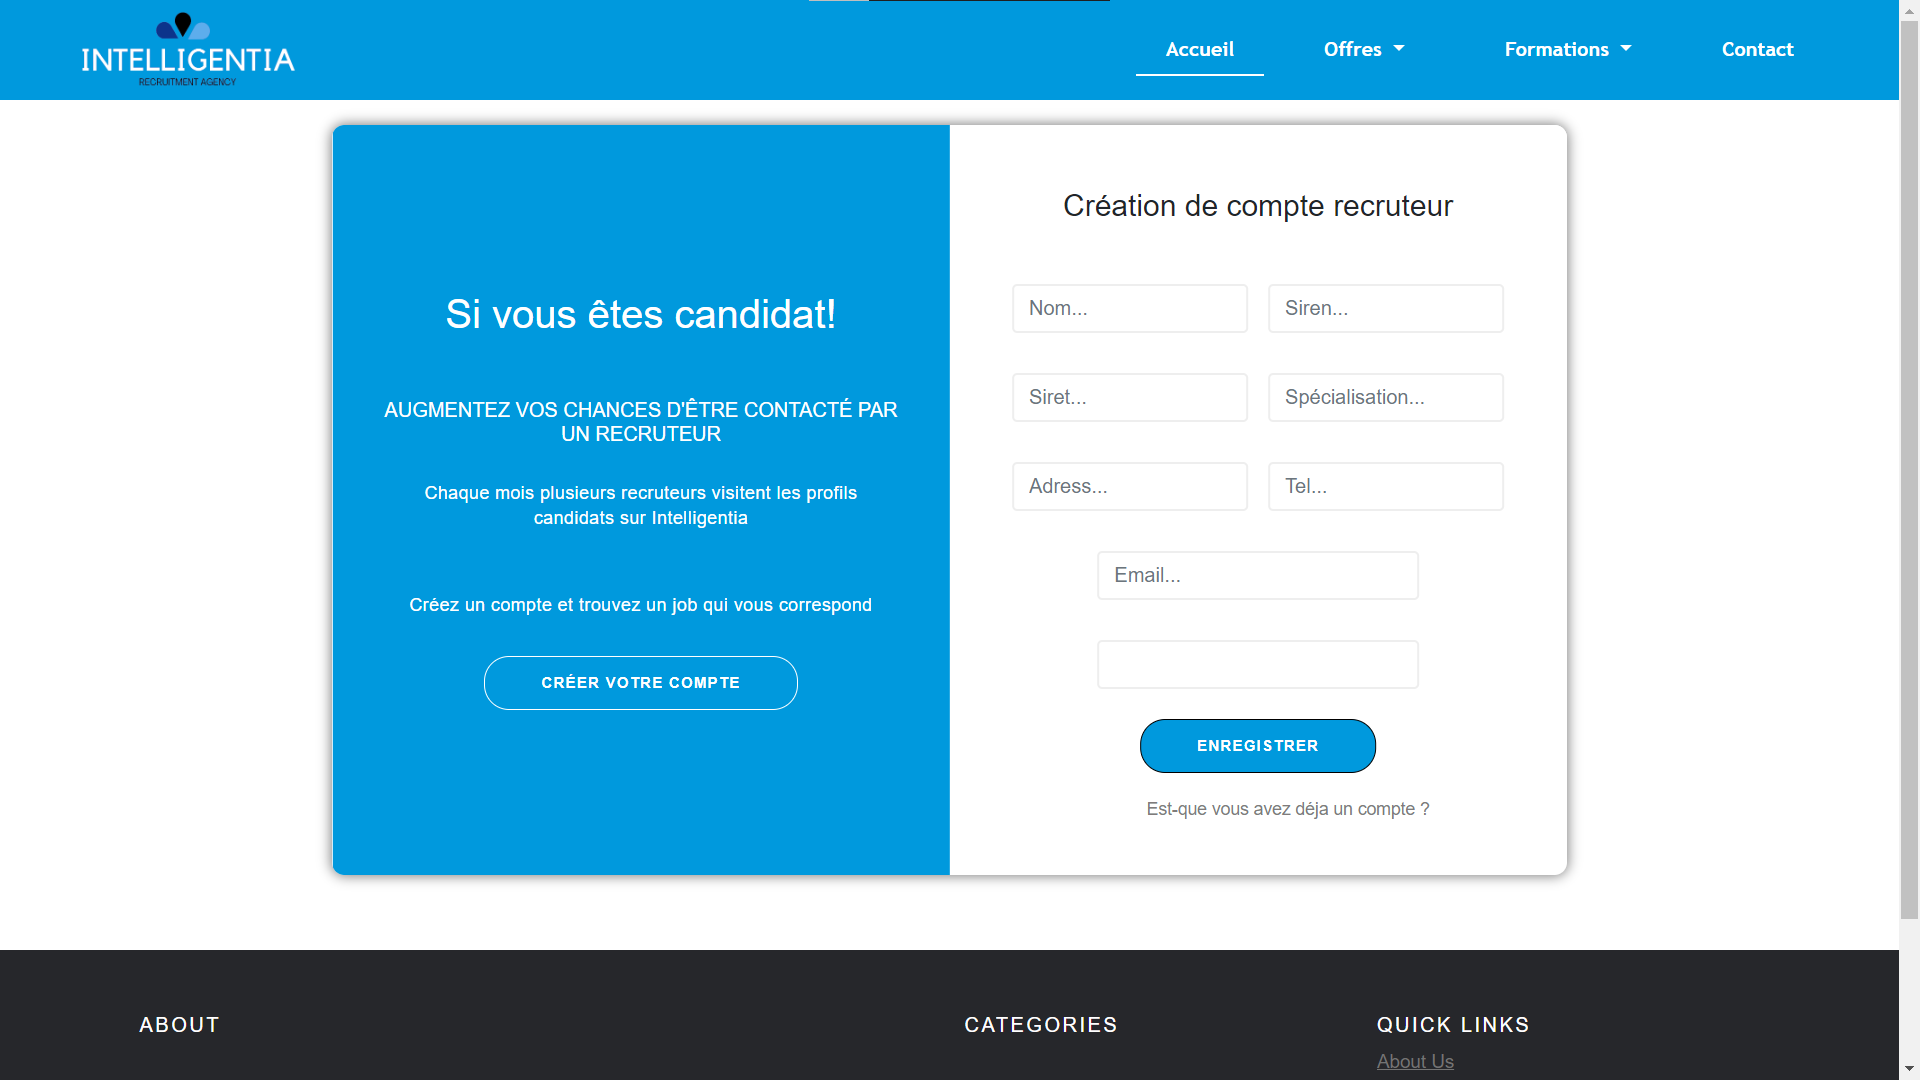 INTELLIGENTIA
RECRUITMENT AGENCY
Accueil
Offres
Formations
Contact
Si vous êtes candidat!
AUGMENTEZ VOS CHANCES D'ÊTRE CONTACTÉ PAR
UN RECRUTEUR
Chaque mois plusieurs recruteurs visitent les profils
candidats sur Intelligentia
Créez un compte et trouvez un job qui vous correspond
CRÉER VOTRE COMPTE
Création de compte recruteur
Nom...
Siren...
Siret...
Spécialisation...
Adress...
Tel...
Email...
ENREGISTRER
Est-que vous avez déja un compte ?
ABOUT
CATEGORIES
QUICK LINKS
About Us